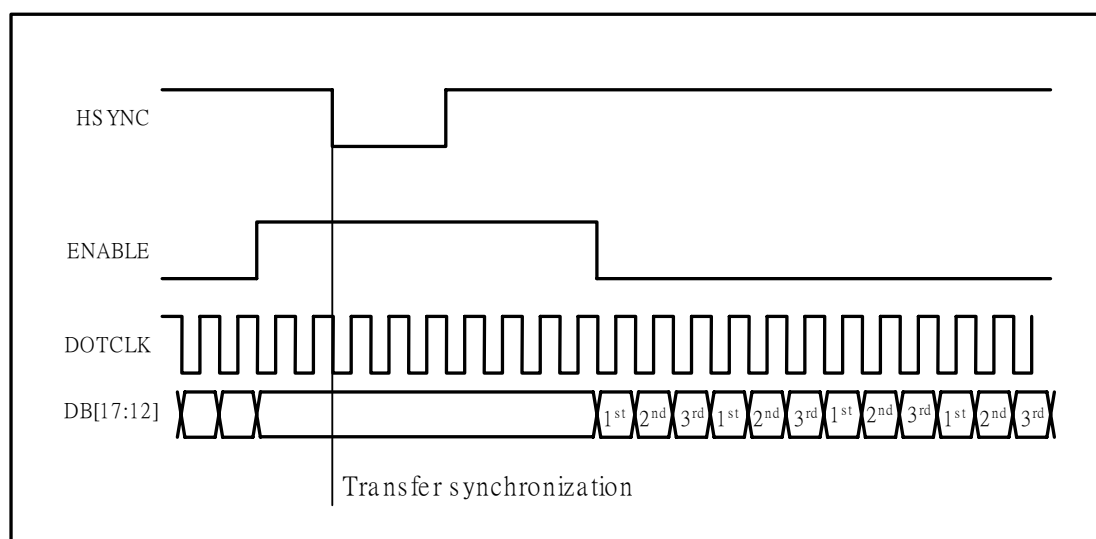 HSYNC
ENABLE
DOTCLK
DB[17:12] 1st 2nd 3rd 1st 2nd 3rd 1st 2nd 3rd 1st 2nd 3rd
Transfer synchronization